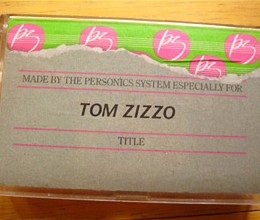 MADE BY THE PERSONICS SYSTEM ESPECIALLY FOR
TOM ZIZZO
TITLE